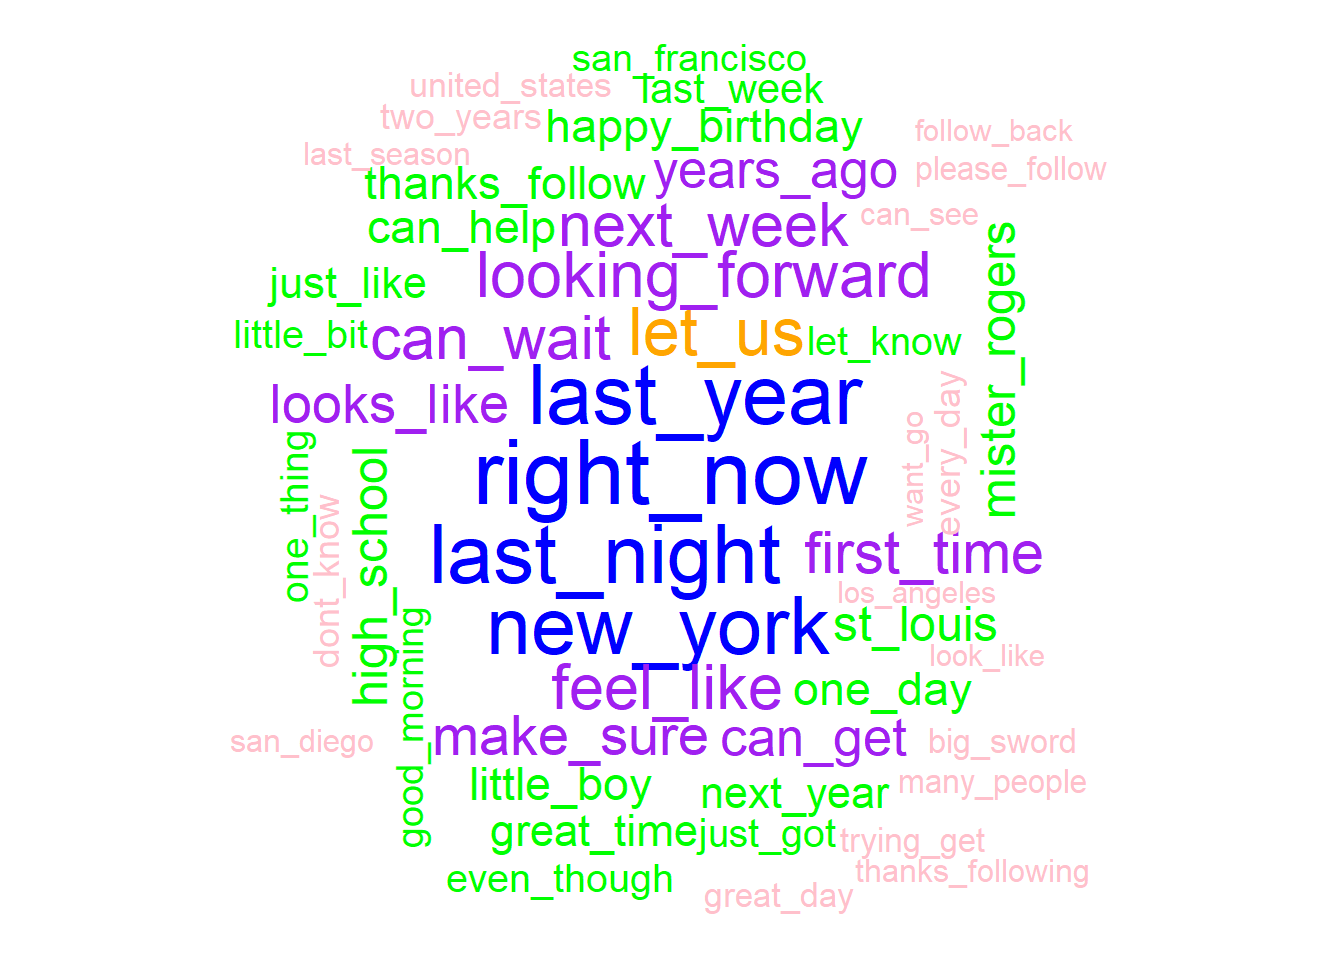 san_francisco
united_states
last_week
two_years
happy_birthday
follow_back
last_season
years_ago
please_follow
thanks_follow
can_help
next_week
can_see
just_like
looking_forward
mister_rogers
little_bit
can_wait
let_us
let_know
looks_like
last_year
want_go
every_day
one_thing
dont_know
high_school
right_now
last_night
first_time
los_angeles
new_york
st_louis
look_like
good_morning
feel_like
one_day
san_diego
make_sure
can_get
big_sword
little_boy
next_year
many_people
great_time
just_got
trying_get
even_though
thanks_following
great_day